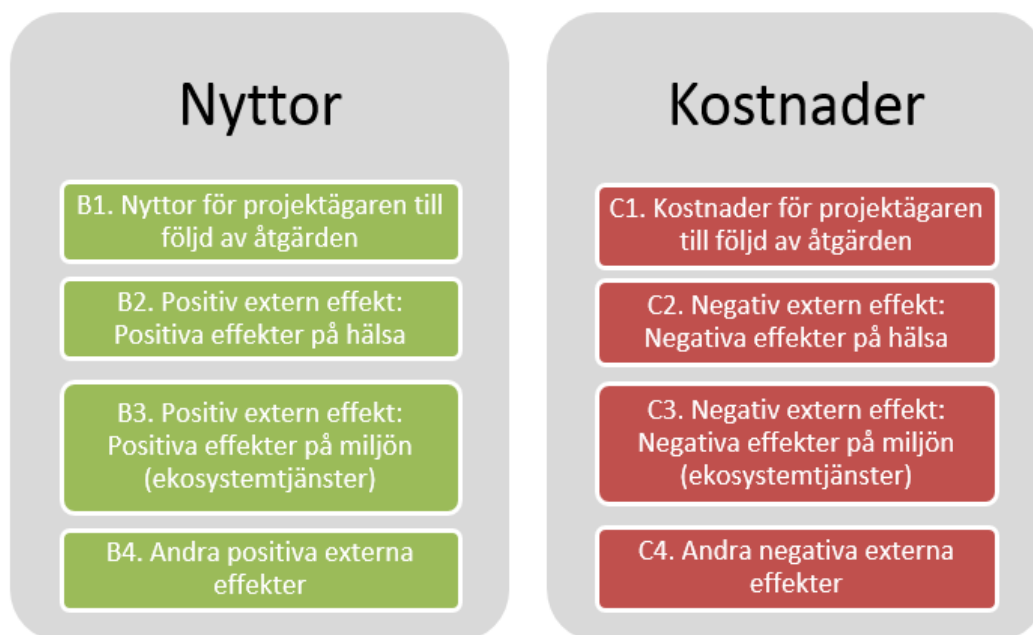 Nyttor
B1. Nyttor för projektägaren till
följd av åtgärden
B2. Positiv extern effekt:
Positiva effekter på hälsa
B3. Positiv extern effekt:
Positiva effekter på miljön
(ekosystemtjänster)
B4. Andra positiva externa
effekter
Kostnader
C1. Kostnader för projektägaren
till följd av åtgärden
C2. Negativ extern effekt:
Negativa effekter på hälsa
C3. Negativ extern effekt:
Negativa effekter på miljön
(ekosystemtjänster)
C4. Andra negativa externa
effekter